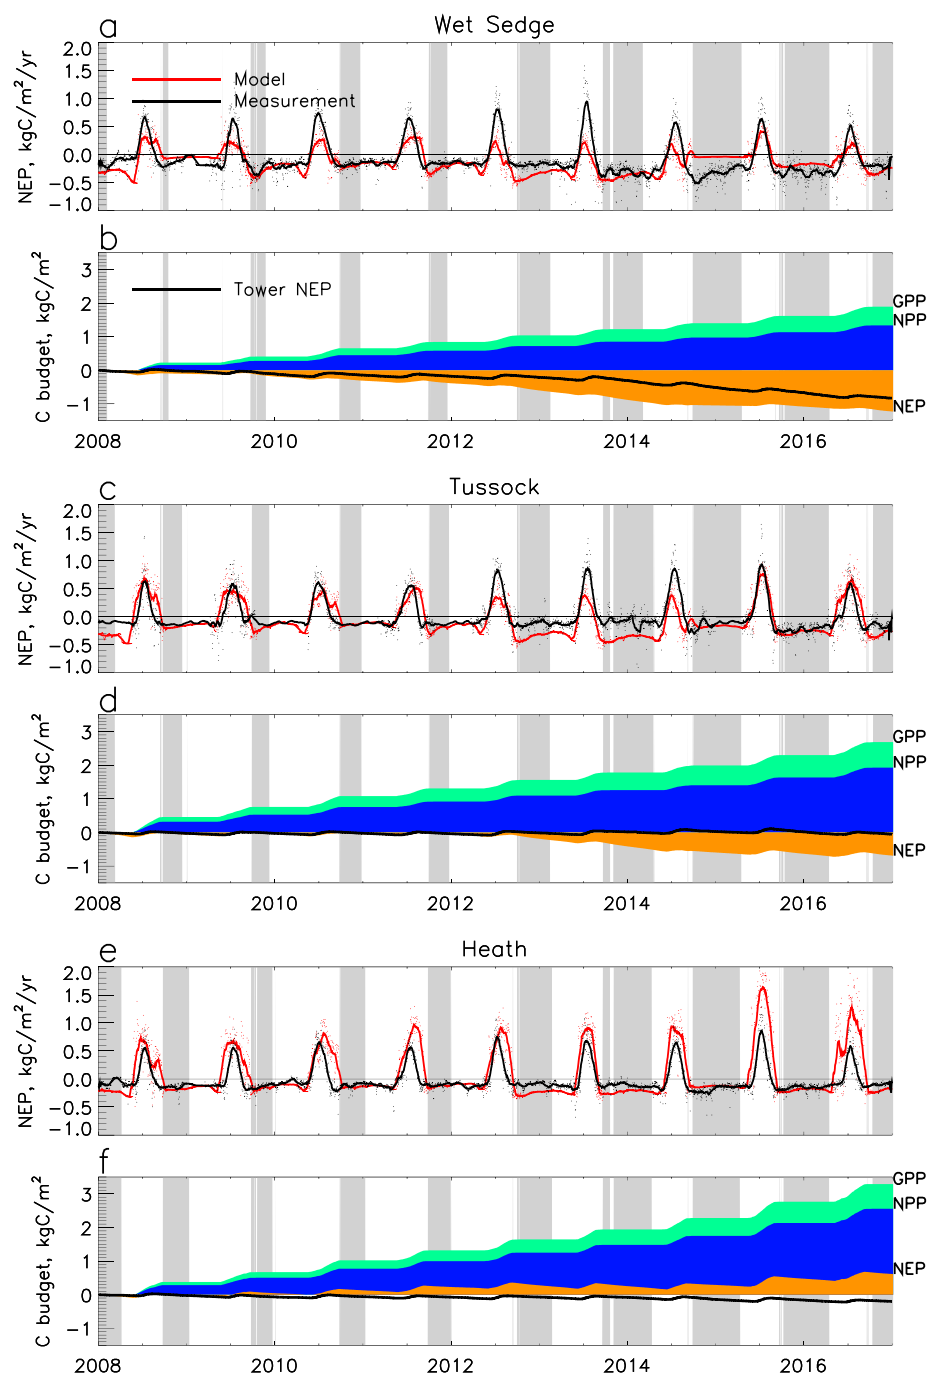 a
Wet Sedge
NEP, kgC/m²/yr
2.0
1.5
1.0
0.5
0.0
−0.5
−1.0
Model
Measurement
b
C budget, kgC/m²
3
2
1
0
−1
Tower NEP
GPP
NPP
NEP
2008 2010 2012 2014 2016
c
Tussock
NEP, kgC/m²/yr
2.0
1.5
1.0
0.5
0.0
−0.5
−1.0
d
C budget, kgC/m²
3
2
1
0
−1
GPP
NPP
NEP
2008 2010 2012 2014 2016
e
Heath
NEP, kgC/m²/yr
2.0
1.5
1.0
0.5
0.0
−0.5
−1.0
f
C budget, kgC/m²
3
2
1
0
−1
GPP
NPP
NEP
2008 2010 2012 2014 2016